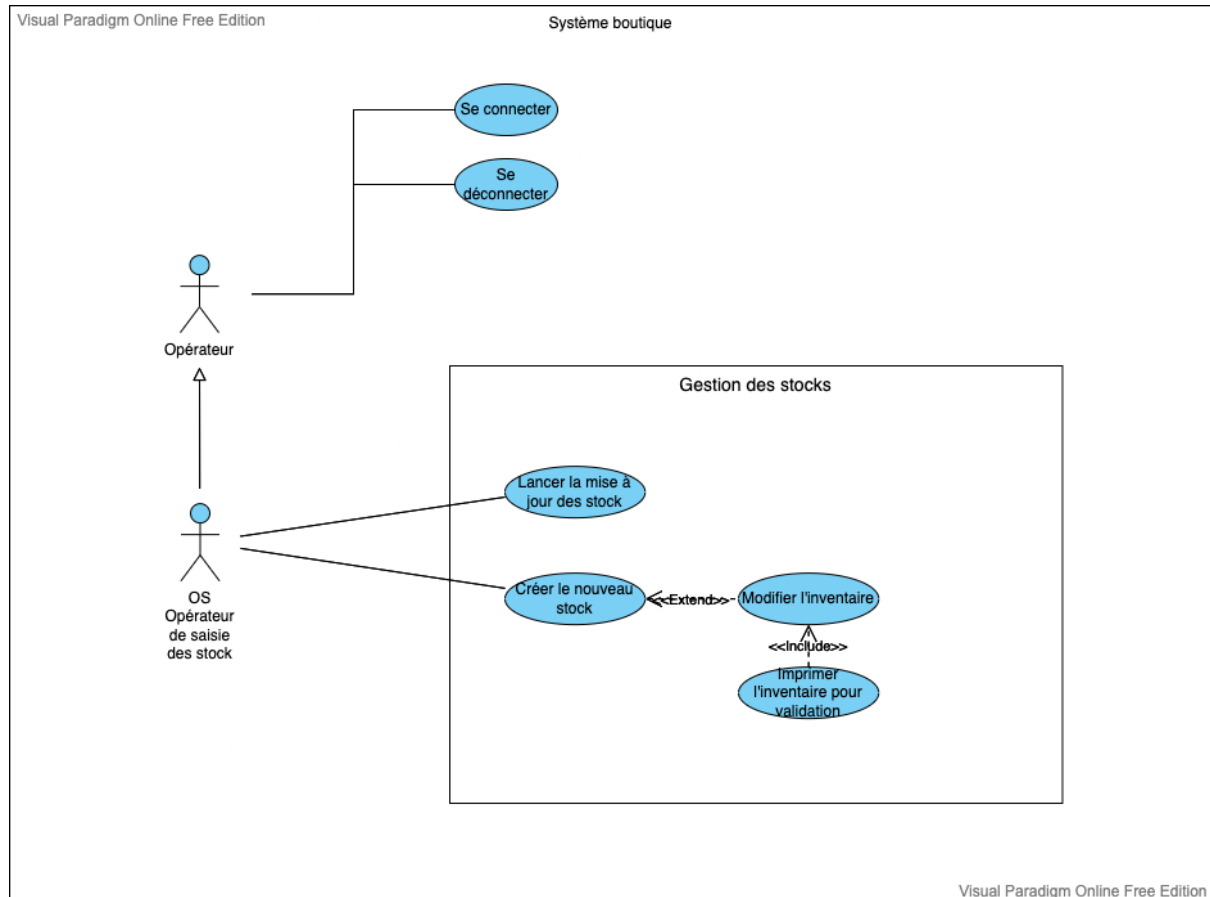 Visual Paradigm Online Free Edition
Système boutique
Se connecter
Se
déconnecter
Opérateur
Gestion des stocks
Lancer la mise à
jour des stock
OS
Opérateur
de saisie
des stock
Créer le nouveau
stock
<<Extend>>
Modifier l'inventaire
<<Include>>
Imprimer
l'inventaire pour
validation
Visual Paradigm Online Free Edition